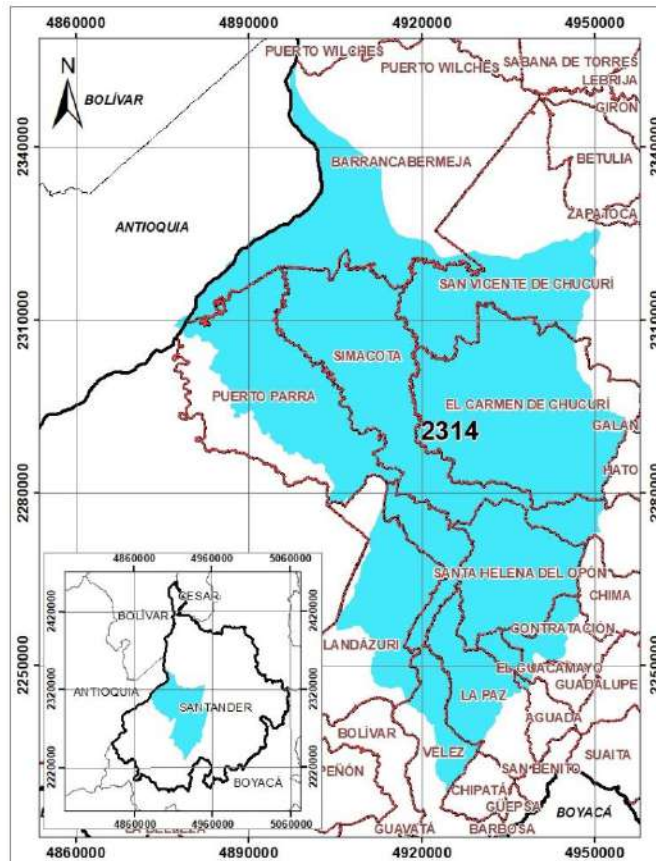 4860000 4890000 4920000 4950000
PUERTO WILCHES
SABANA DE TORRES
PUERTO WILCHES
LEBRIJA
N
BOLÍVAR
GIRON
2340000 2340000
BARRANCABERMEJA
BETULIA
ANTIOQUIA
ZAPATOCA
SAN VICENTE DE CHUCURÍ
2310000 2310000
SIMACOTA
PUERTO PARRA
EL CARMEN DE CHUCURÍ
2314
GALAN
HATO
2280000 2280000
4860000 4960000 5060000
SANTA HELENA DEL OPÓN
CESAR
CHIMA
BOLÍVAR
2420000 2420000
CONTRATACIÓN
LANDÁZURI
EL GUACAMAYO
2250000 2250000
GUADALUPE
ANTIOQUIA
2320000 2320000
LA PAZ
SANTANDER
AGUADA
BOLÍVAR
VELEZ
SUAITA
2220000 2220000
PEÑÓN
SAN BENITO
BOYACÁ
CHIPATÁ
GÜEPSA
BOYACÁ
4860000 4960000 5060000
GUAVATÁ
BARBOSA
4860000 4890000 4920000 4950000